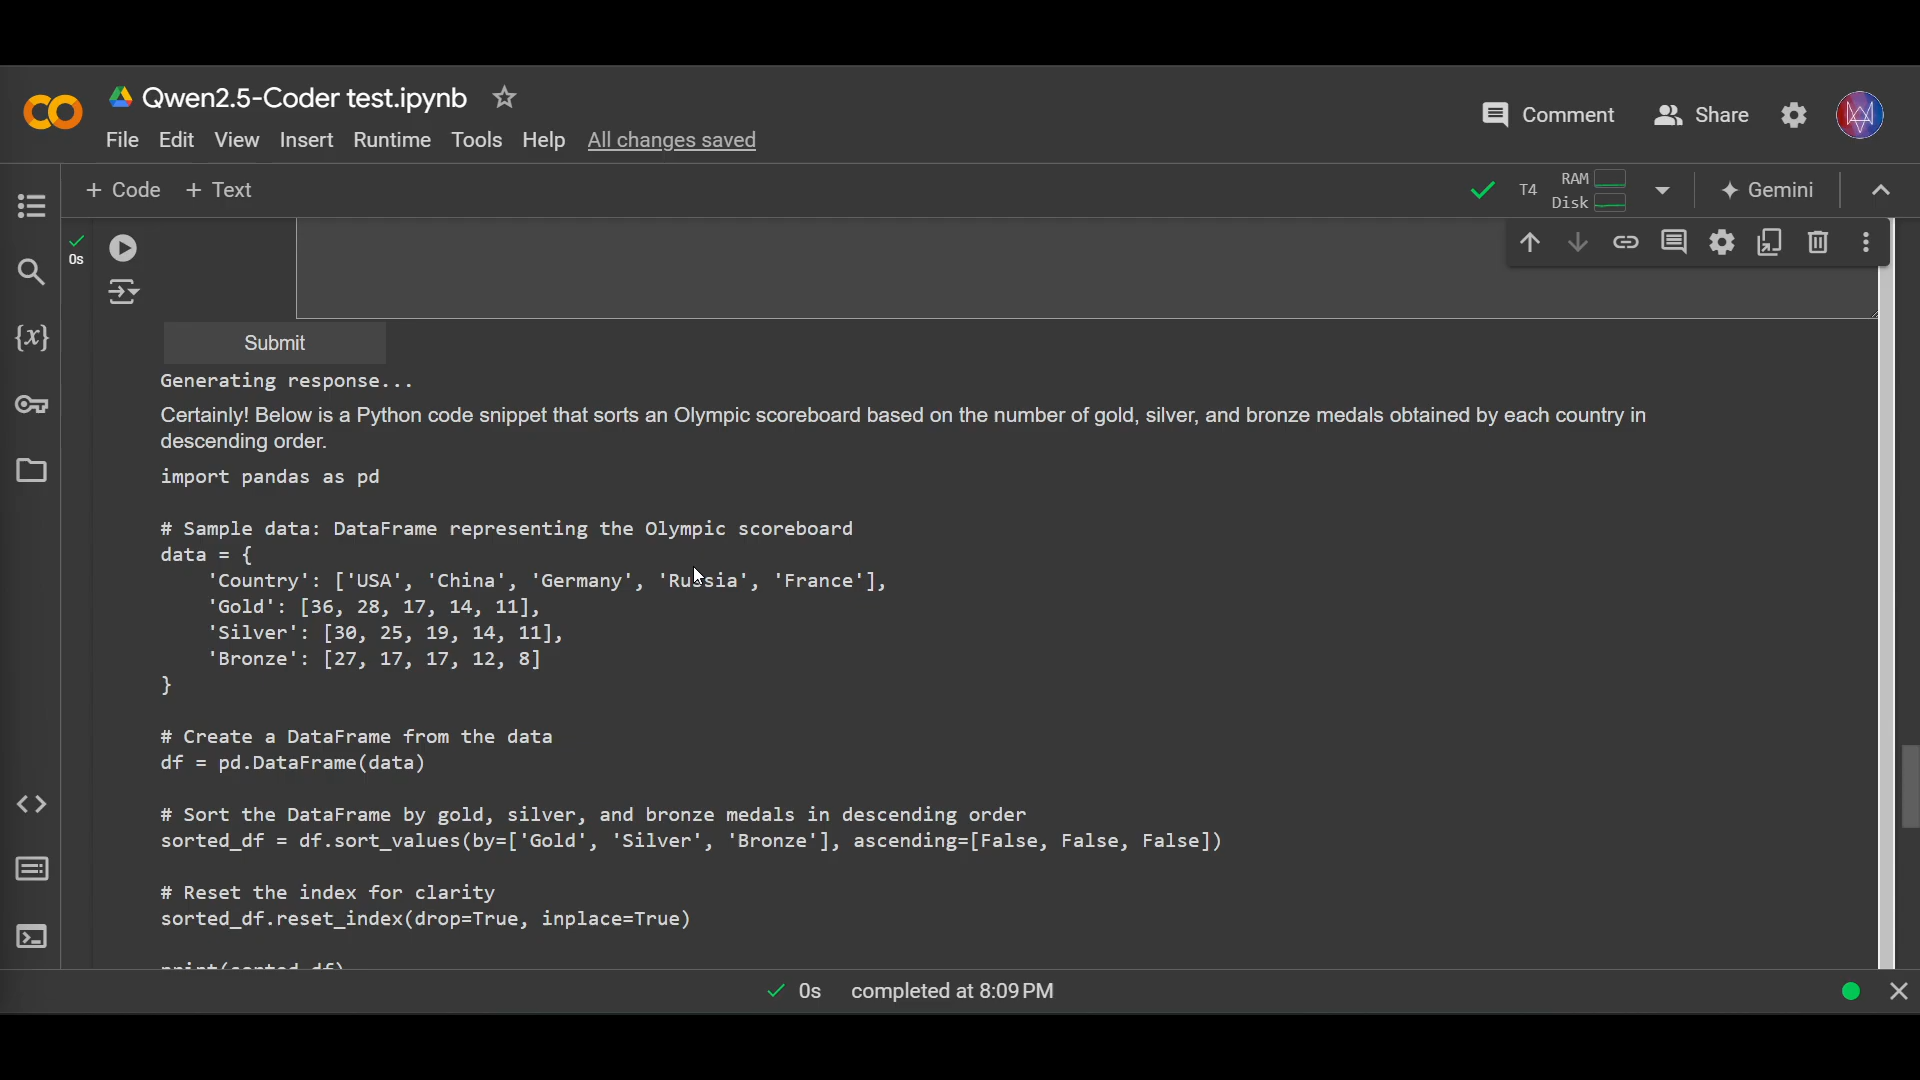 Qwen2.5-Coder test.ipynb
File Edit View Insert Runtime Tools Help All changes saved
Comment Share
+ Code + Text
T4 RAM Disk Gemini
0s
Submit
Generating response...
Certainly! Below is a Python code snippet that sorts an Olympic scoreboard based on the number of gold, silver, and bronze medals obtained by each country in
descending order.
import pandas as pd
# Sample data: DataFrame representing the Olympic scoreboard
data = {
    'Country': ['USA', 'China', 'Germany', 'Russia', 'France'],
    'Gold': [36, 28, 17, 14, 11],
    'Silver': [30, 25, 19, 14, 11],
    'Bronze': [27, 17, 17, 12, 8]
}
# Create a DataFrame from the data
df = pd.DataFrame(data)
# Sort the DataFrame by gold, silver, and bronze medals in descending order
sorted_df = df.sort_values(by=['Gold', 'Silver', 'Bronze'], ascending=[False, False, False])
# Reset the index for clarity
sorted_df.reset_index(drop=True, inplace=True)
print(sorted_df)
0s completed at 8:09 PM